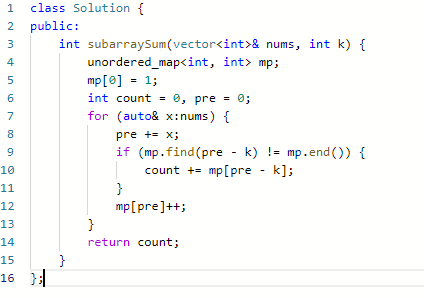 1 class Solution {
2 public:
3     int subarraySum(vector<int>& nums, int k) {
4         unordered_map<int, int> mp;
5         mp[0] = 1;
6         int count = 0, pre = 0;
7         for (auto& x:nums) {
8             pre += x;
9             if (mp.find(pre - k) != mp.end()) {
10                 count += mp[pre - k];
11             }
12             mp[pre]++;
13         }
14         return count;
15     }
16 };